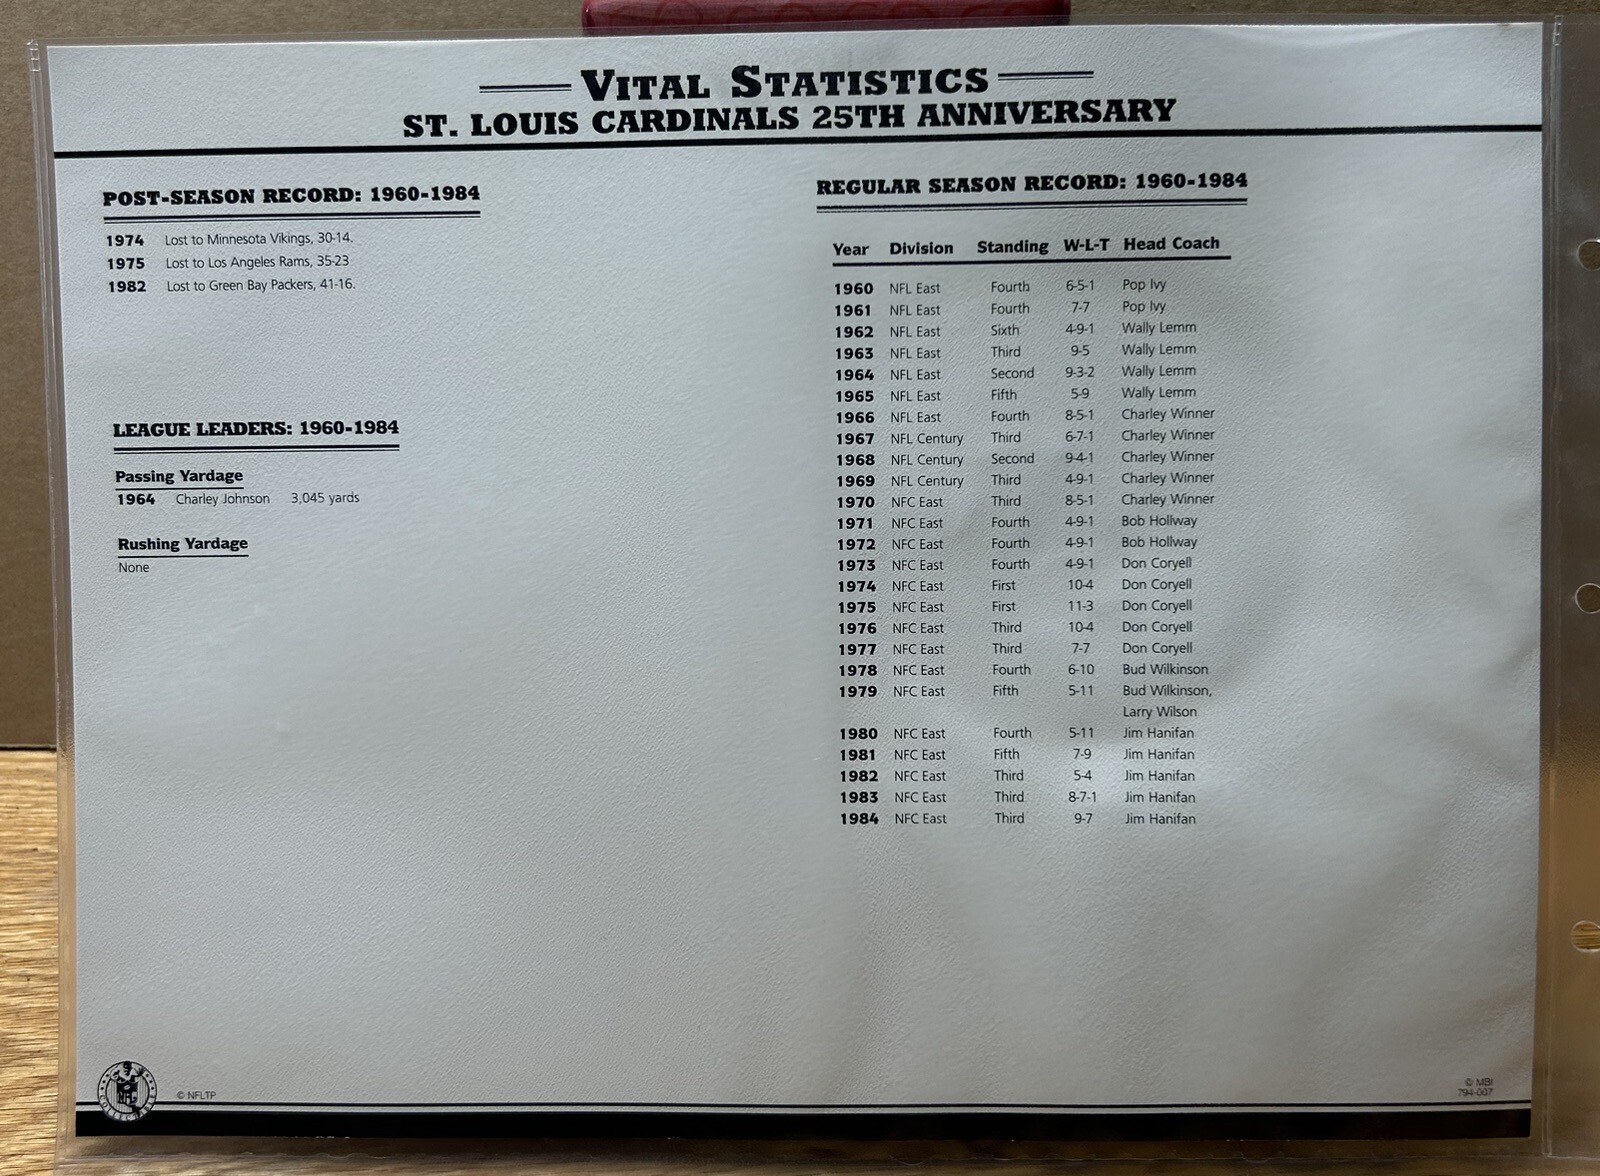 VITAL STATISTICS
ST. LOUIS CARDINALS 25TH ANNIVERSARY
POST-SEASON RECORD: 1960-1984
1974 Lost to Minnesota Vikings, 30-14.
1975 Lost to Los Angeles Rams, 35-23
1982 Lost to Green Bay Packers, 41-16.
LEAGUE LEADERS: 1960-1984
Passing Yardage
1964 Charley Johnson 3,045 yards
Rushing Yardage
None
REGULAR SEASON RECORD: 1960-1984
Year Division Standing W-L-T Head Coach
1960 NFL East Fourth 6-5-1 Pop Ivy
1961 NFL East Fourth 7-7 Pop Ivy
1962 NFL East Sixth 4-9-1 Wally Lemm
1963 NFL East Third 9-5 Wally Lemm
1964 NFL East Second 9-3-2 Wally Lemm
1965 NFL East Fifth 5-9 Wally Lemm
1966 NFL East Fourth 8-5-1 Charley Winner
1967 NFL Century Third 6-7-1 Charley Winner
1968 NFL Century Second 9-4-1 Charley Winner
1969 NFL Century Third 4-9-1 Charley Winner
1970 NFC East Third 8-5-1 Charley Winner
1971 NFC East Fourth 4-9-1 Bob Hollway
1972 NFC East Fourth 4-9-1 Bob Hollway
1973 NFC East Fourth 4-9-1 Don Coryell
1974 NFC East First 10-4 Don Coryell
1975 NFC East First 11-3 Don Coryell
1976 NFC East Third 10-4 Don Coryell
1977 NFC East Third 7-7 Don Coryell
1978 NFC East Fourth 6-10 Bud Wilkinson
1979 NFC East Fifth 5-11 Bud Wilkinson,
Larry Wilson
1980 NFC East Fourth 5-11 Jim Hanifan
1981 NFC East Fifth 7-9 Jim Hanifan
1982 NFC East Third 5-4 Jim Hanifan
1983 NFC East Third 8-7-1 Jim Hanifan
1984 NFC East Third 9-7 Jim Hanifan
NFL
© NFLTP
© MBI
794-007